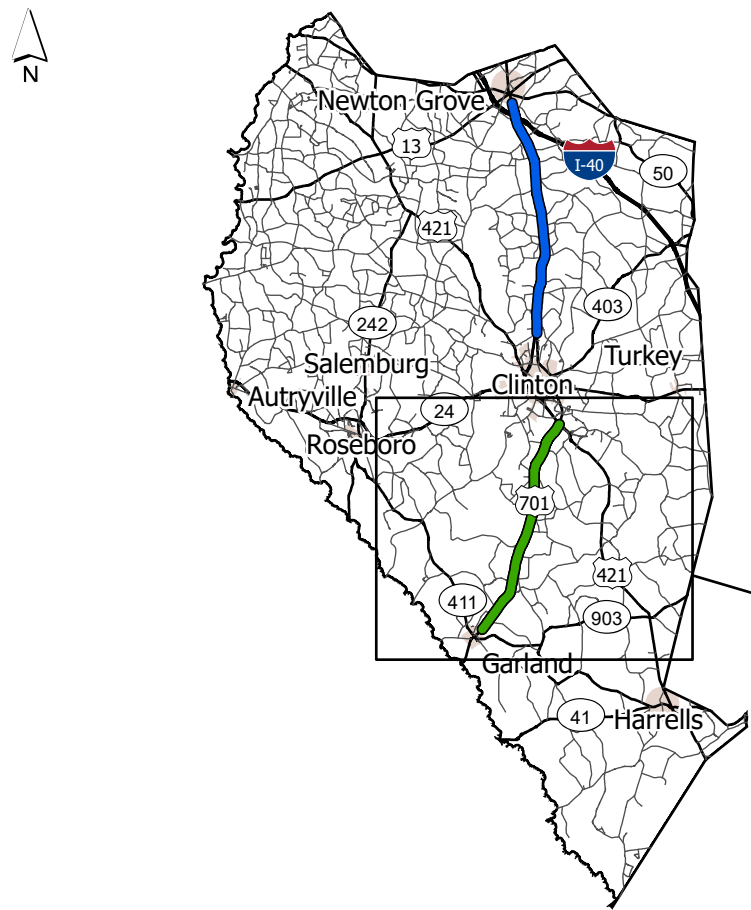 N
Newton Grove
13
I-40
50
421
403
242
Salemburg
Turkey
Clinton
Autryville
24
Roseboro
701
421
411
903
Garland
41
Harrells